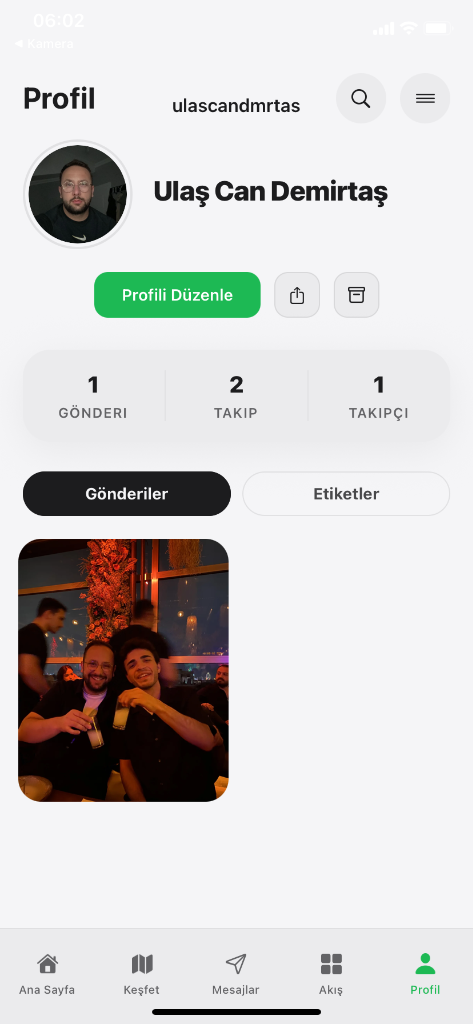 06:02
◀ Kamera
Profil
ulascandmrtas
Ulaş Can Demirtaş
Profili Düzenle
1 2 1
GÖNDERI TAKIP TAKIPÇI
Gönderiler Etiketler
Ana Sayfa Keşfet Mesajlar Akış Profil